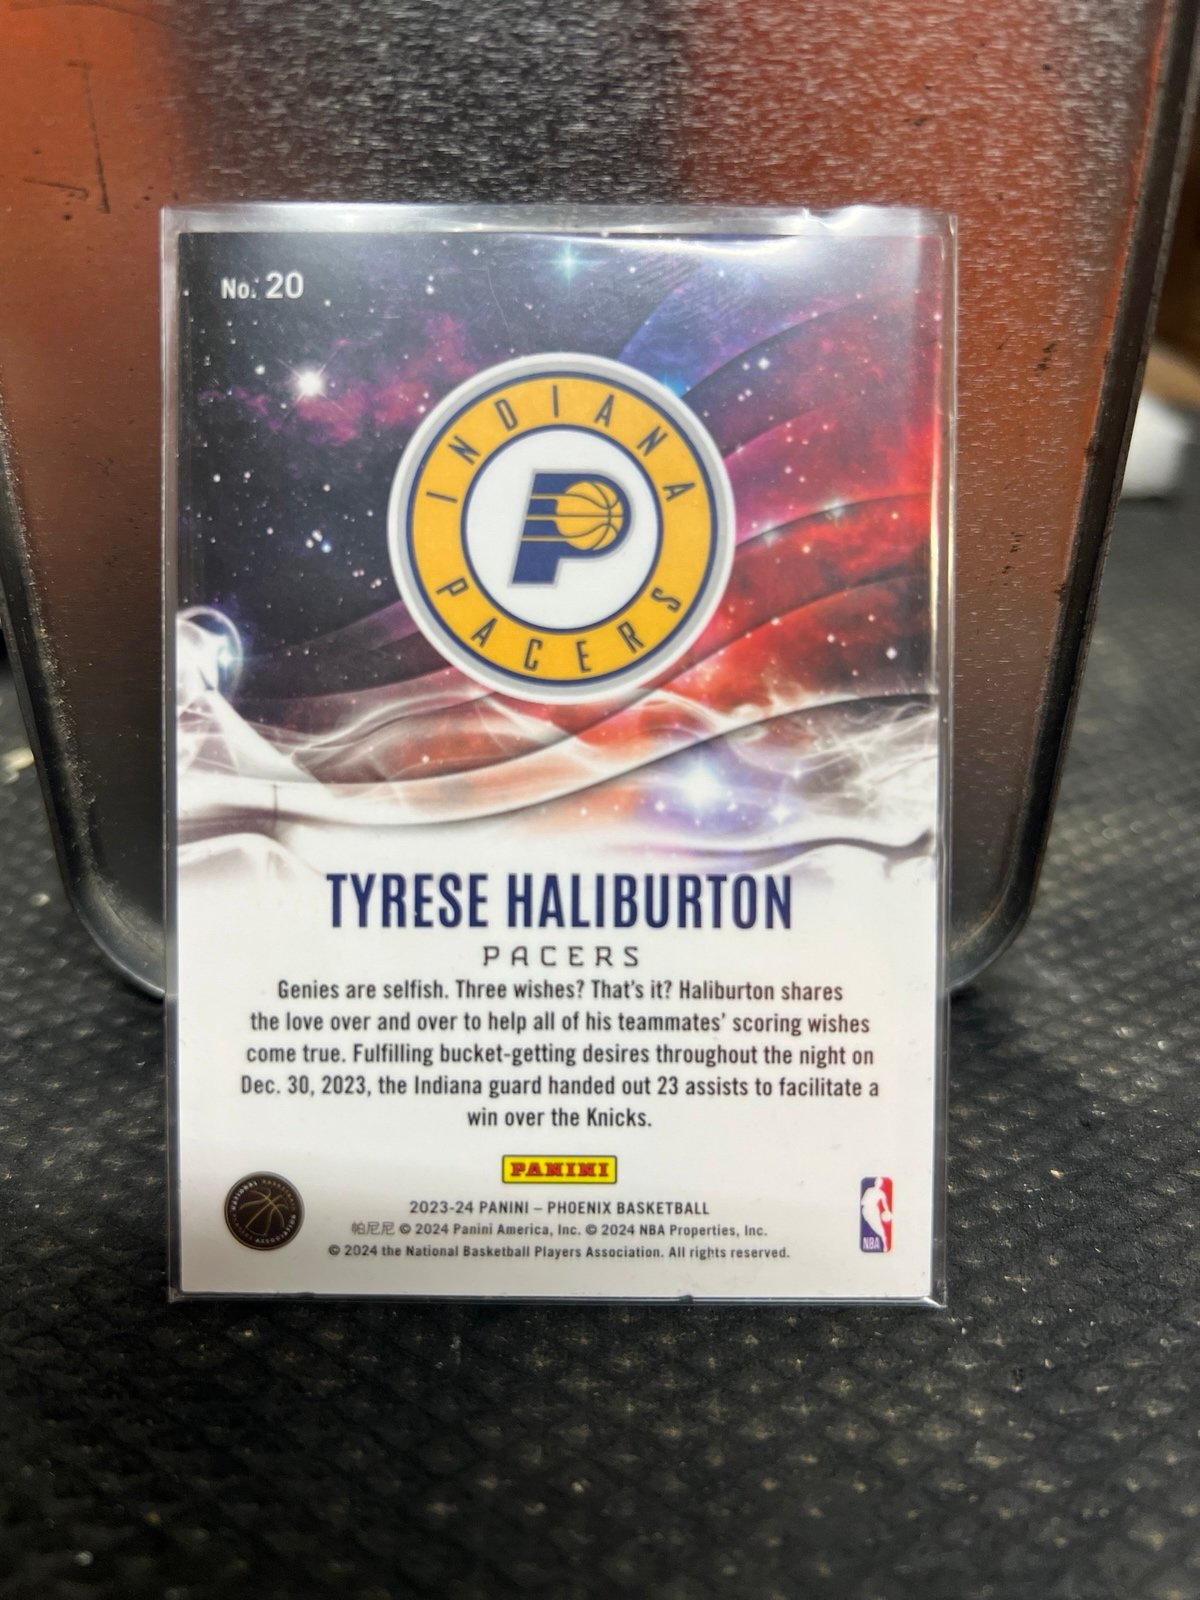 No. 20
INDIANA
PACERS
TYRESE HALIBURTON
PACERS
Genies are selfish. Three wishes? That's it? Haliburton shares
the love over and over to help all of his teammates' scoring wishes
come true. Fulfilling bucket-getting desires throughout the night on
Dec. 30, 2023, the Indiana guard handed out 23 assists to facilitate a
win over the Knicks.
PANINI
2023-24 PANINI – PHOENIX BASKETBALL
帕尼尼 © 2024 Panini America, Inc. © 2024 NBA Properties, Inc.
© 2024 the National Basketball Players Association. All rights reserved.
NBA